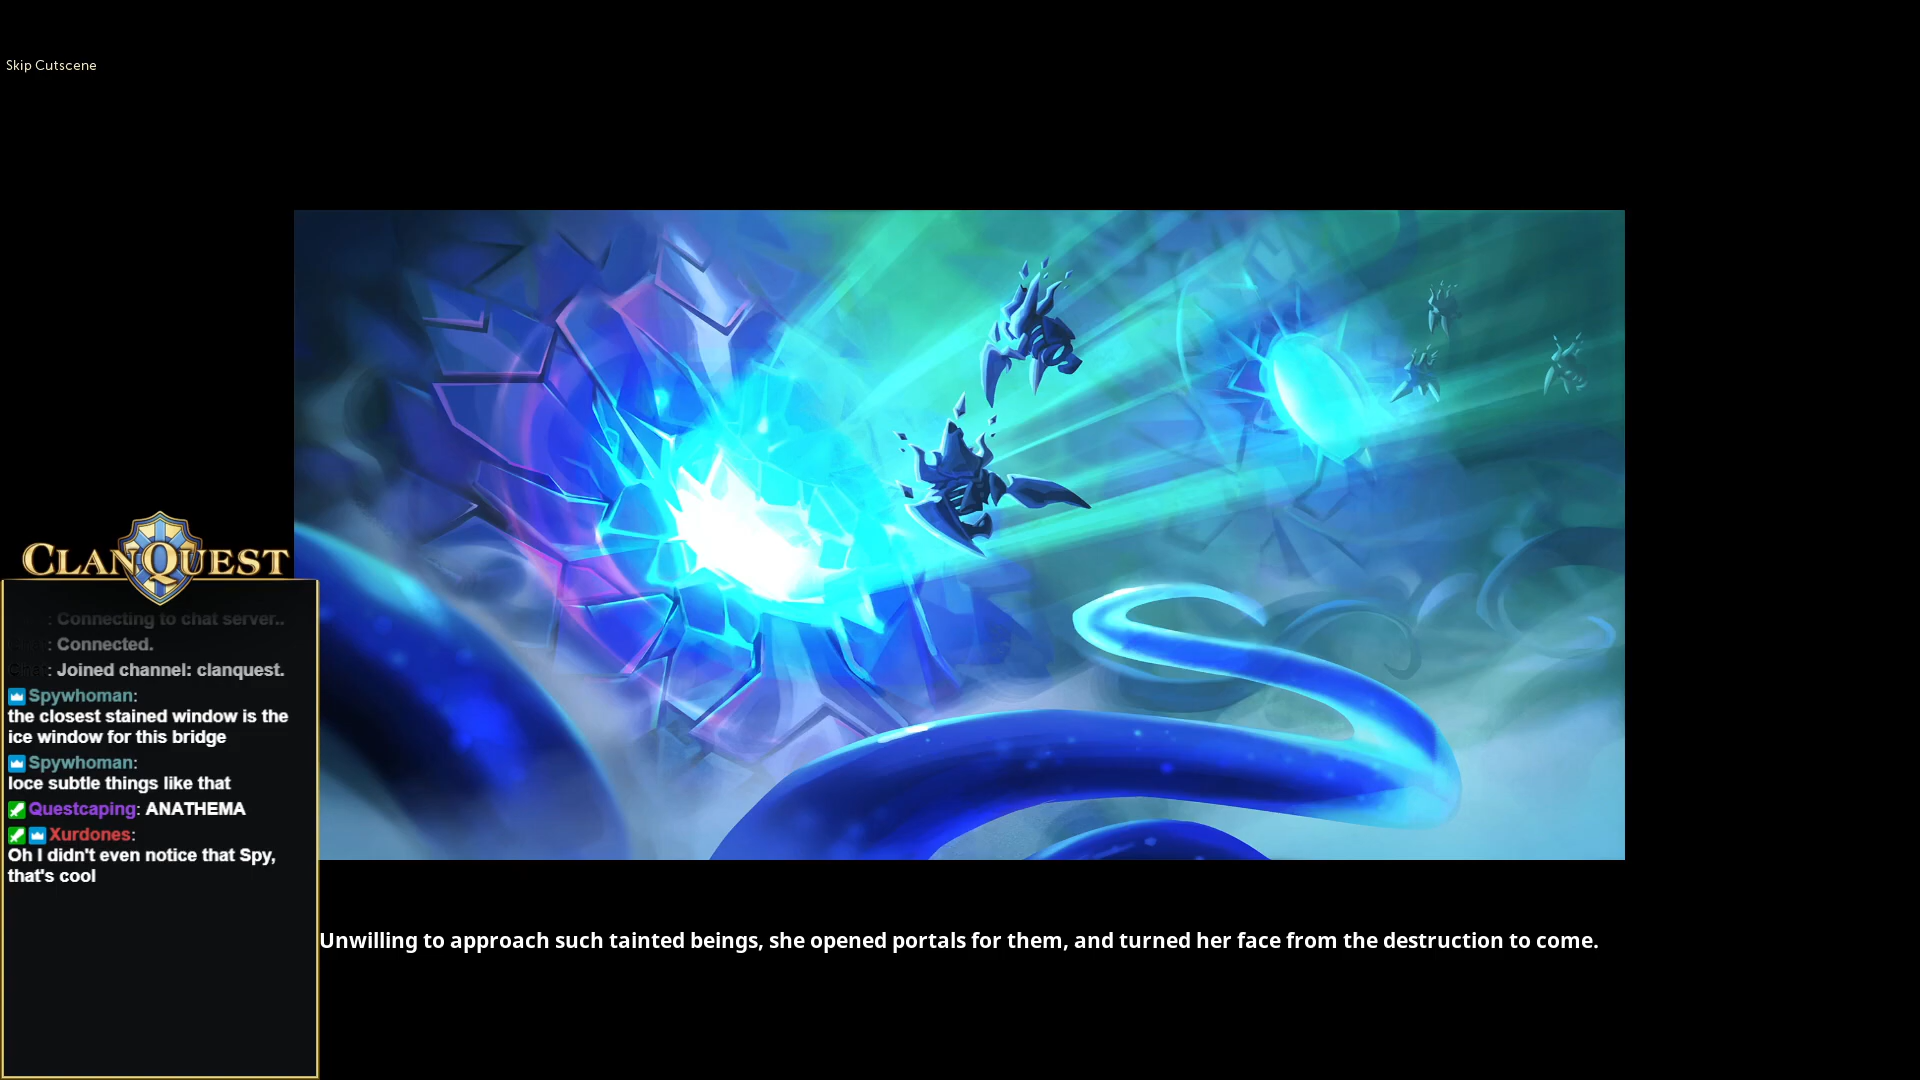 Skip Cutscene
CLANQUEST
: Connecting to chat server..
: Connected.
Chat: Joined channel: clanquest.
Spywhoman:
the closest stained window is the
ice window for this bridge
Spywhoman:
loce subtle things like that
Questcaping: ANATHEMA
Xurdones:
Oh I didn't even notice that Spy,
that's cool
Unwilling to approach such tainted beings, she opened portals for them, and turned her face from the destruction to come.